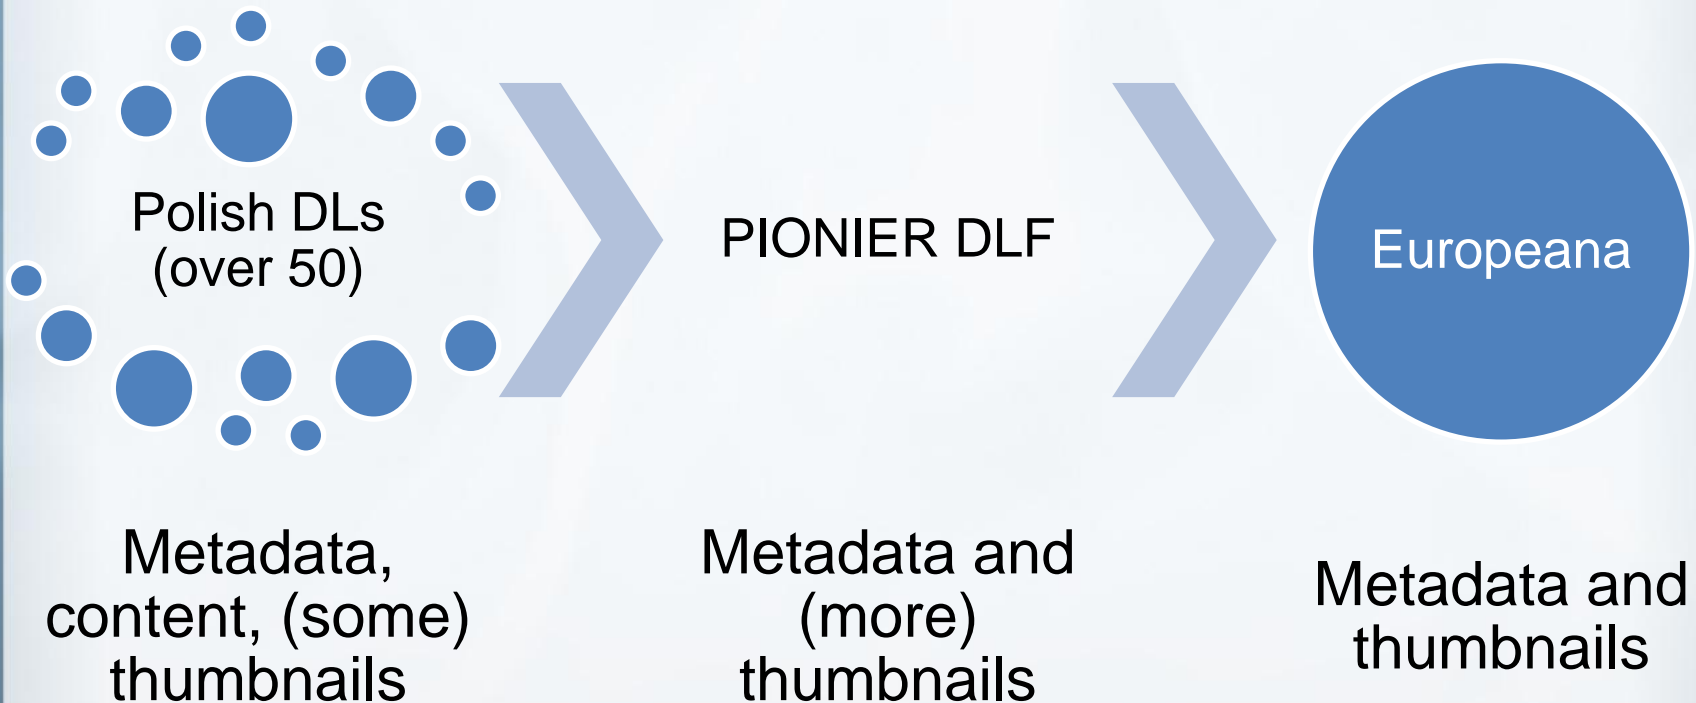 Polish DLs
(over 50)
PIONIER DLF
Europeana
Metadata,
content, (some)
thumbnails
Metadata and
(more)
thumbnails
Metadata and
thumbnails